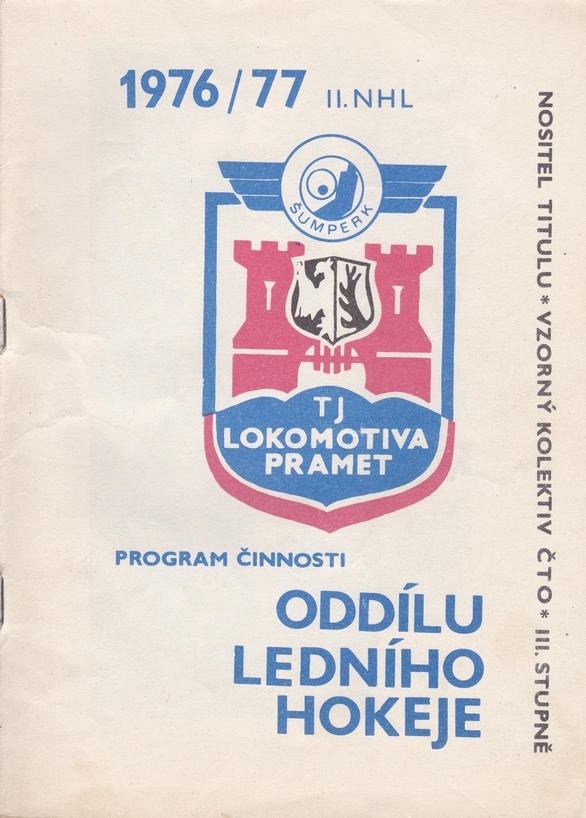 1976/77 II.NHL
ŠUMPERK
TJ
LOKOMOTIVA
PRAMET
PROGRAM ČINNOSTI
ODDÍLU
LEDNÍHO
HOKEJE
NOSITEL TITULU * VZORNÝ KOLEKTIV ČTO * III. STUPNĚ